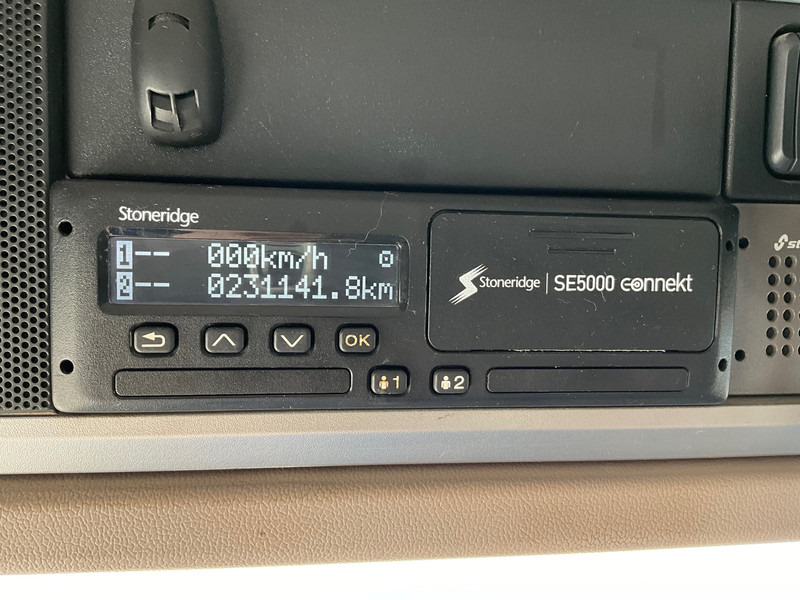 Stoneridge
1-- 000km/h
2-- 0231141.8km
OK
1 2
Stoneridge | SE5000 connekt